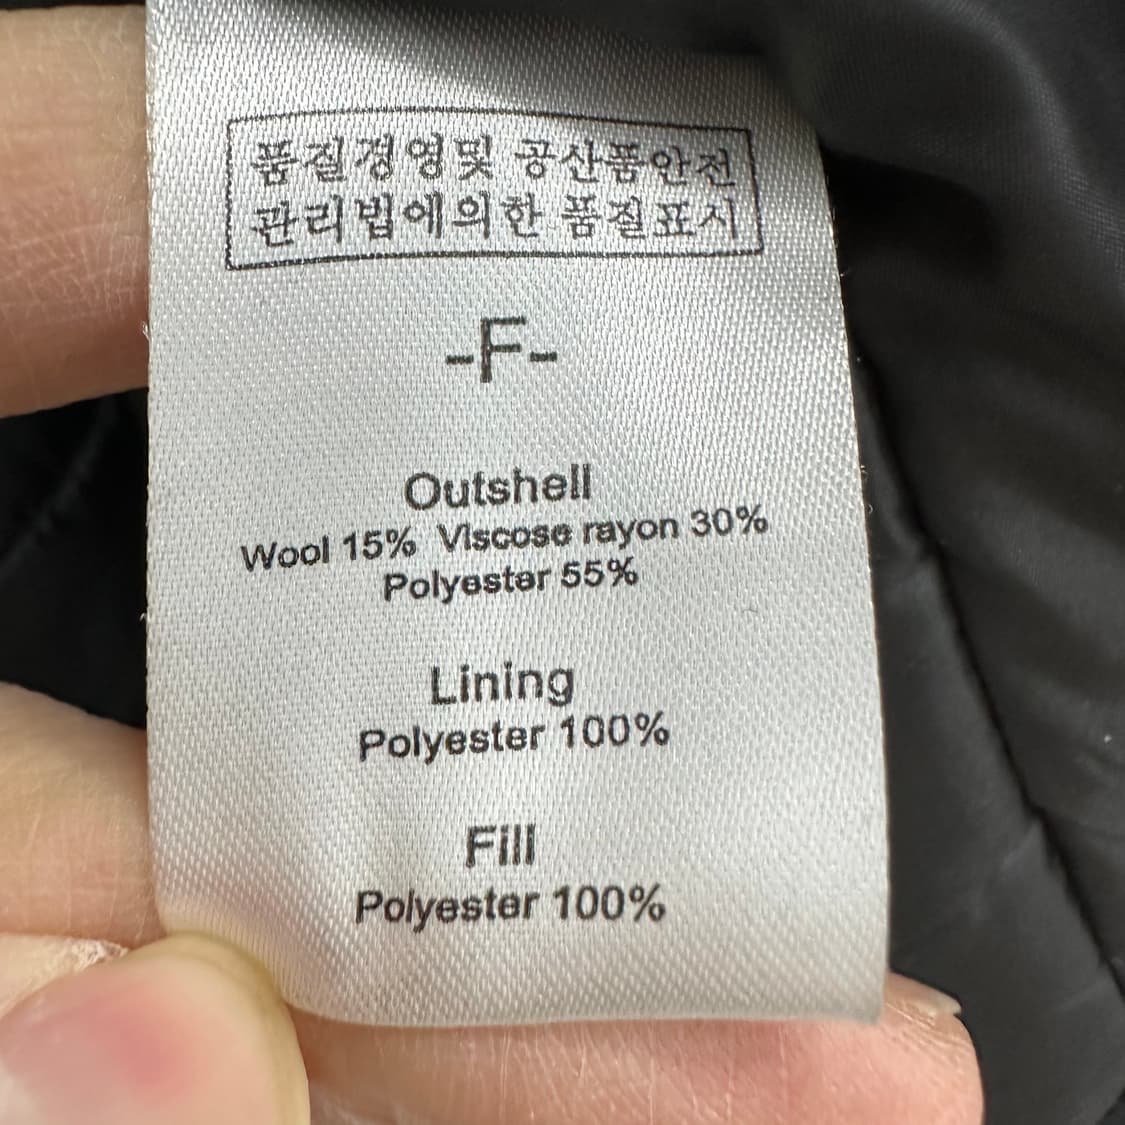 품질경영및 공산품안전
관리법에의한 품질표시
-F-
Outshell
Wool 15% Viscose rayon 30%
Polyester 55%
Lining
Polyester 100%
Fill
Polyester 100%